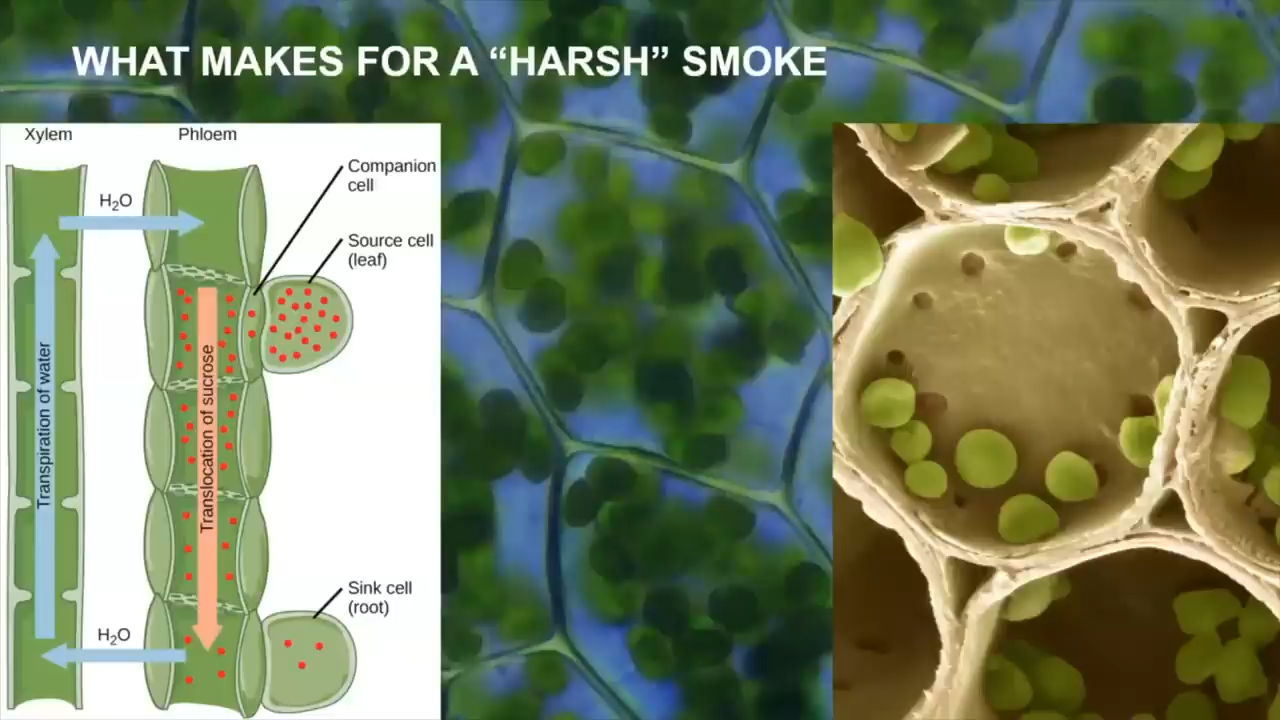 WHAT MAKES FOR A “HARSH” SMOKE
Xylem
Phloem
H₂O
Companion
cell
Source cell
(leaf)
Transpiration of water
Translocation of sucrose
Sink cell
(root)
H₂O